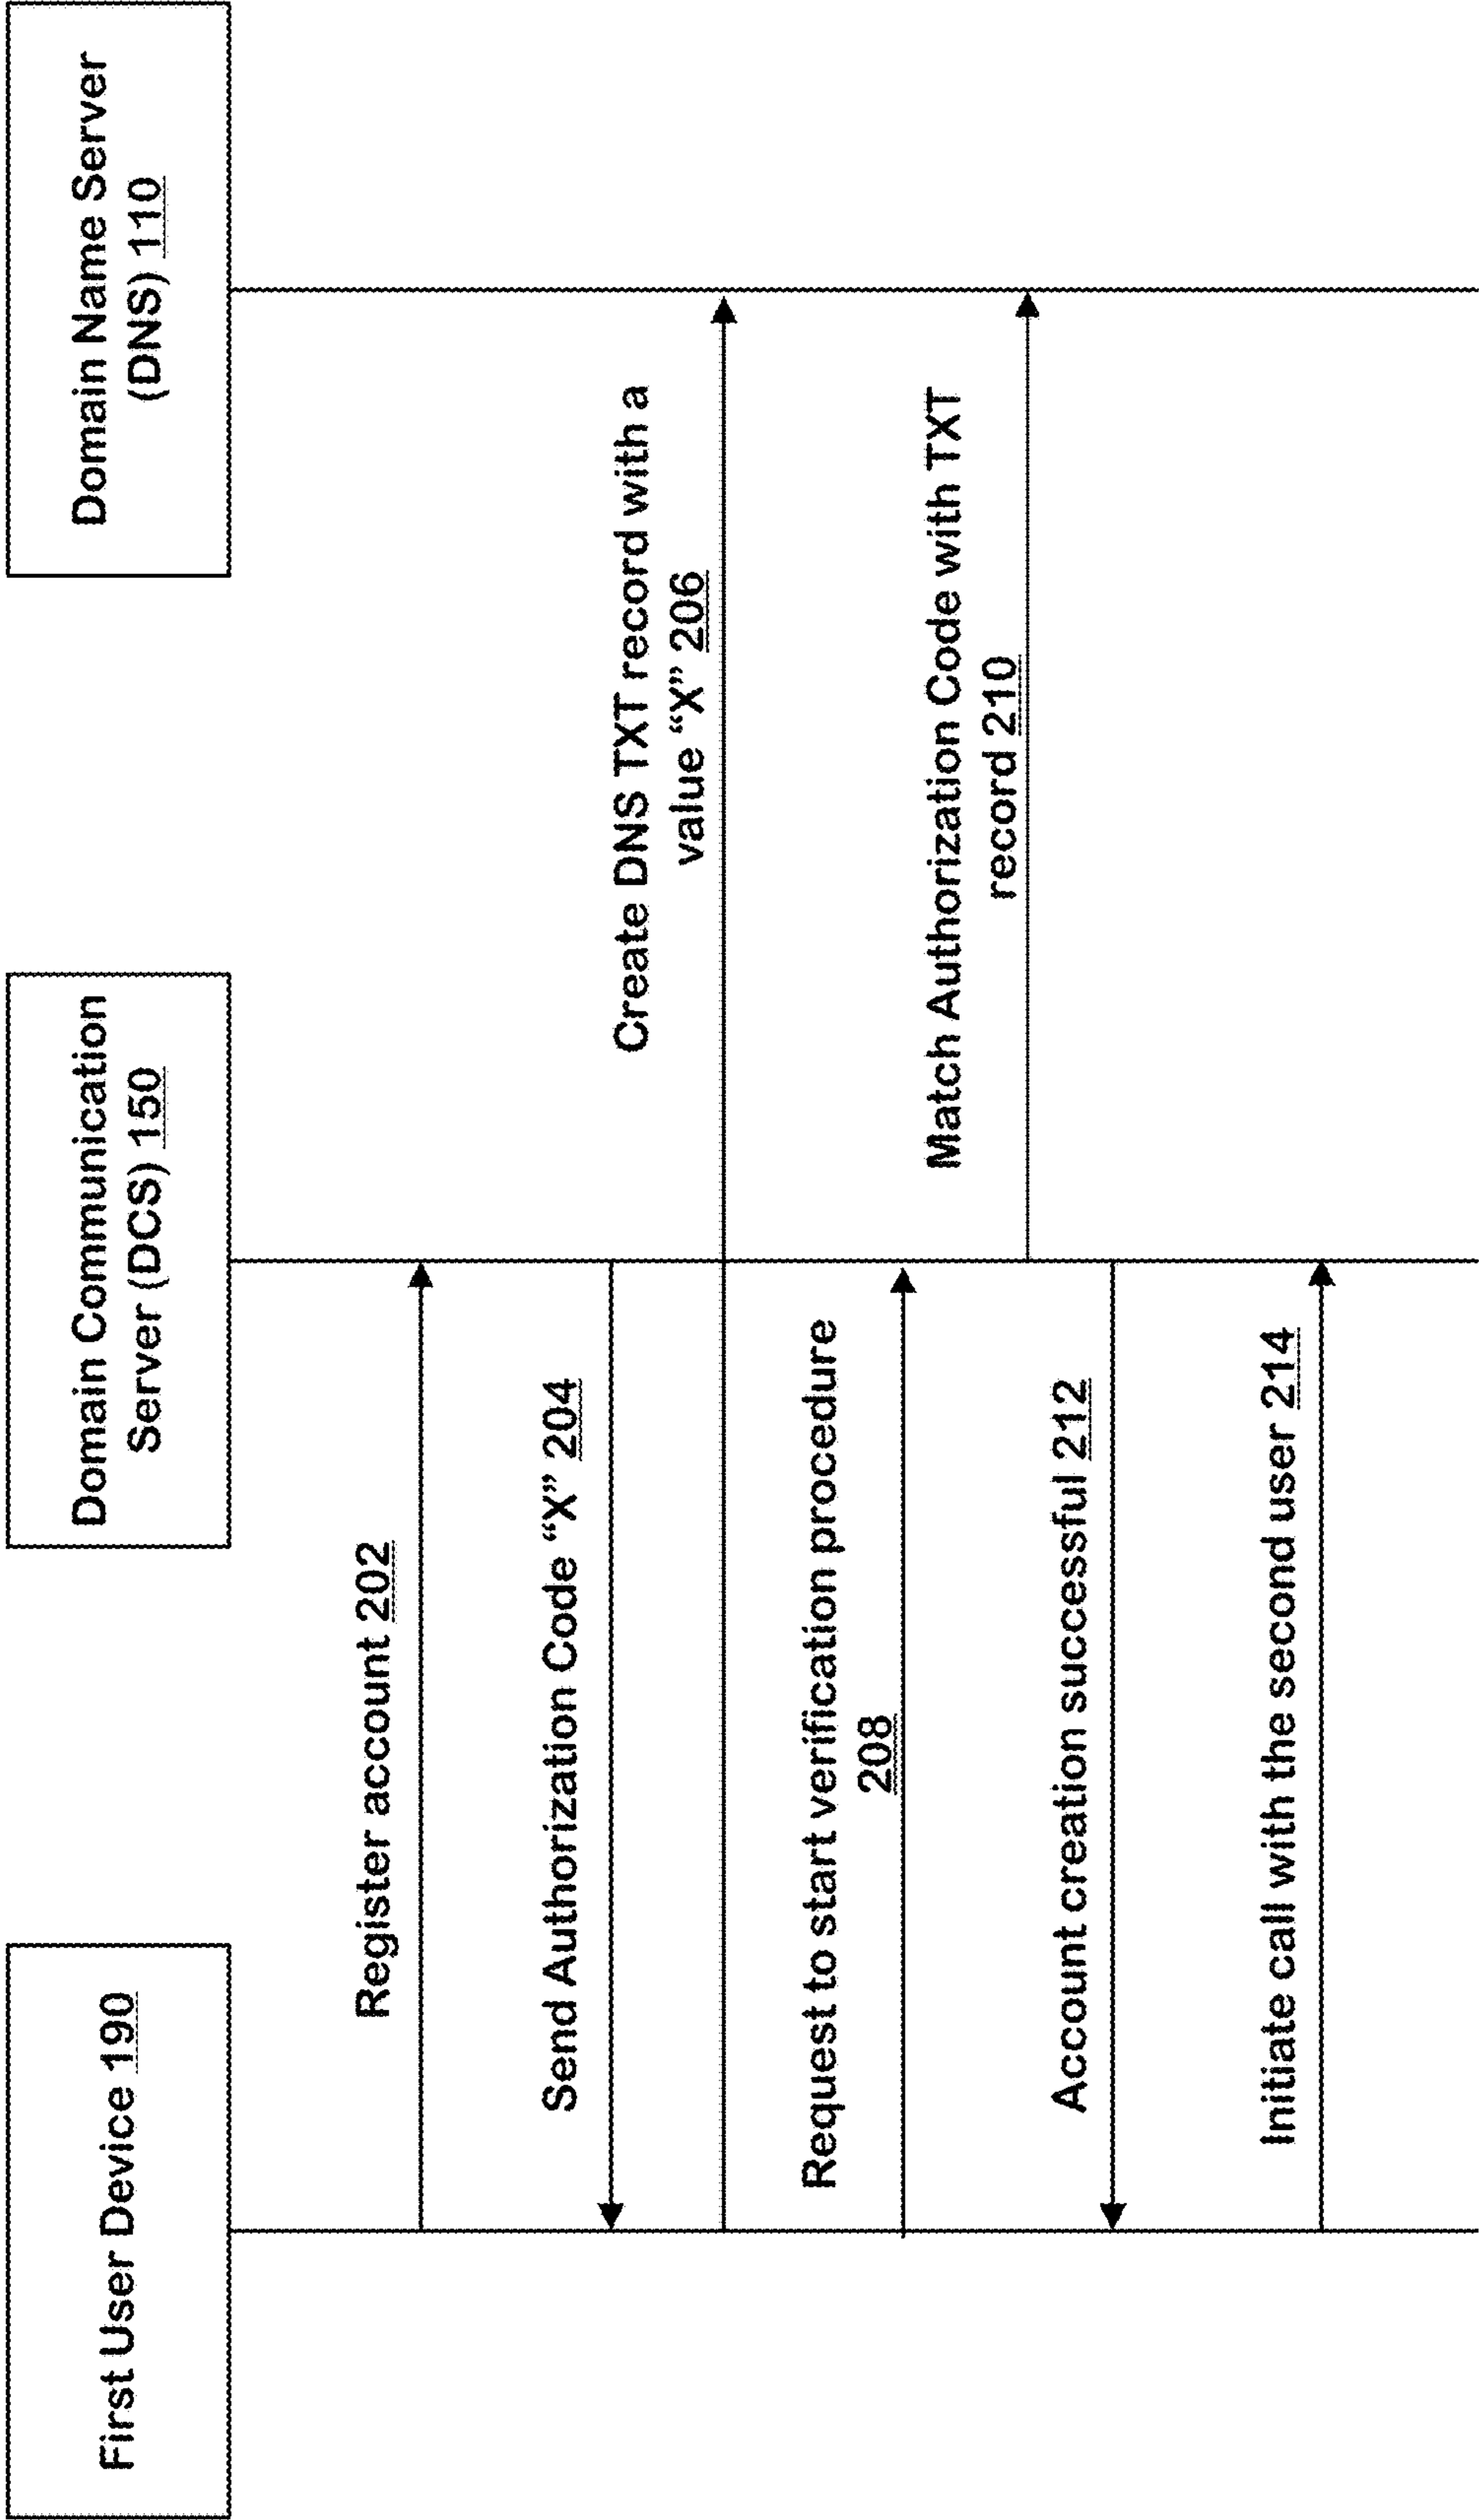 First User Device 190
Domain Communication
Server (DCS) 150
Domain Name Server
(DNS) 110
Register account 202
Send Authorization Code “X” 204
Create DNS TXT record with a
value “X” 206
Request to start verification procedure
208
Match Authorization Code with TXT
record 210
Account creation successful 212
Initiate call with the second user 214